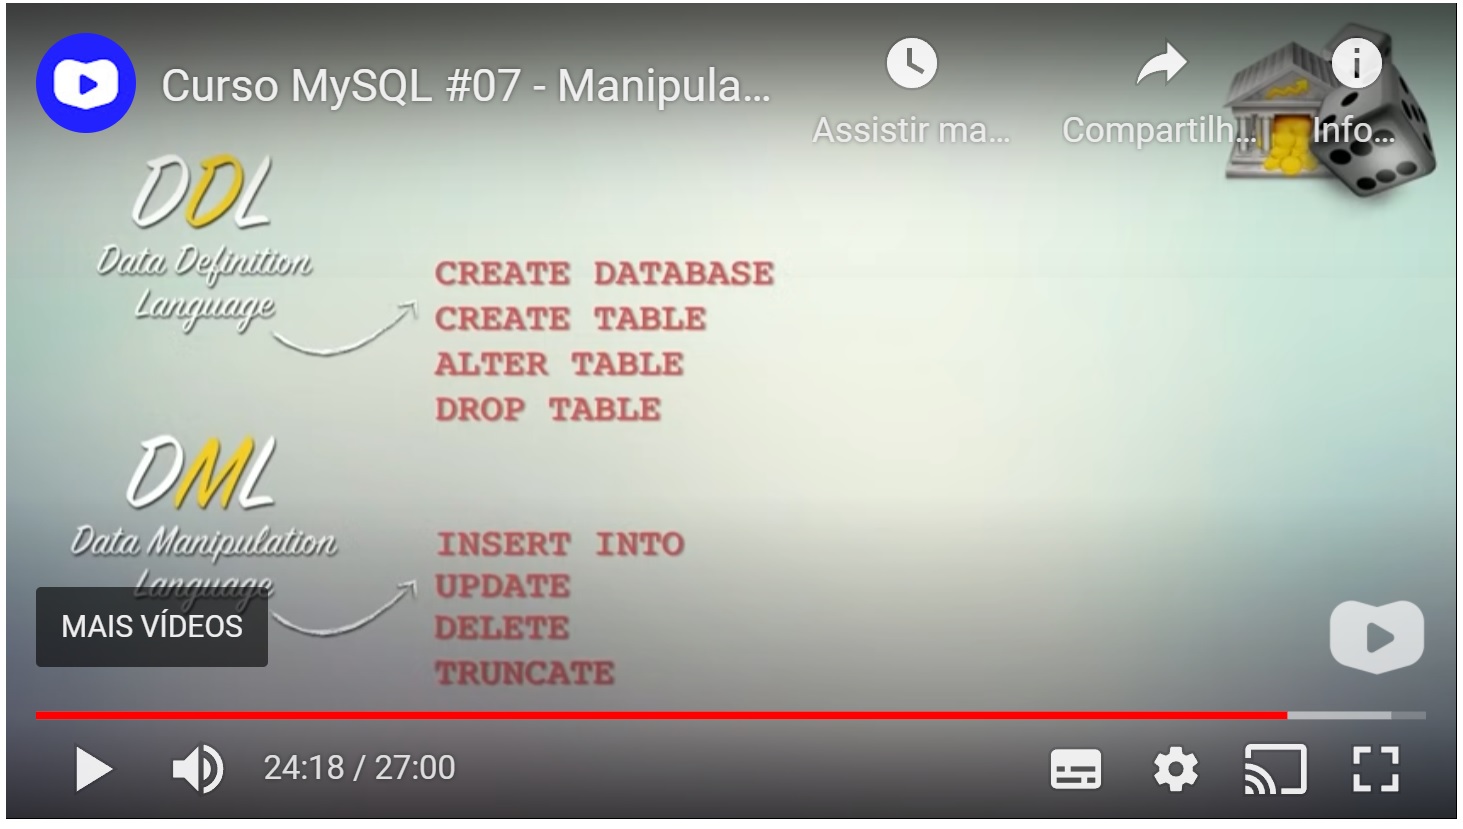 Curso MySQL #07 - Manipula...
Assistir ma...
Compartilh...
Info...
DDL
Data Definition
Language
CREATE DATABASE
CREATE TABLE
ALTER TABLE
DROP TABLE
DML
Data Manipulation
Language
INSERT INTO
UPDATE
DELETE
TRUNCATE
MAIS VÍDEOS
24:18 / 27:00